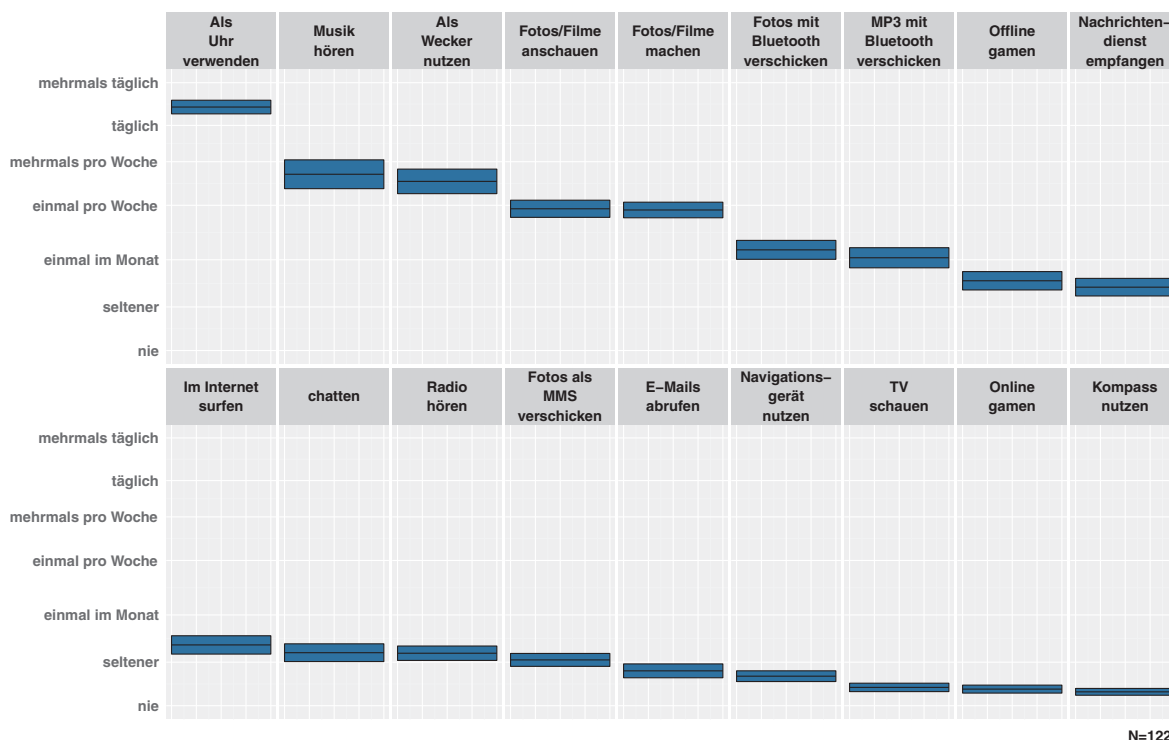 Als
Uhr
verwenden
Musik
hören
Als
Wecker
nutzen
Fotos/Filme
anschauen
Fotos/Filme
machen
Fotos mit
Bluetooth
verschicken
MP3 mit
Bluetooth
verschicken
Offline
gamen
Nachrichten–
dienst
empfangen
mehrmals täglich
täglich
mehrmals pro Woche
einmal pro Woche
einmal im Monat
seltener
nie
Im Internet
surfen
chatten
Radio
hören
Fotos als
MMS
verschicken
E–Mails
abrufen
Navigations–
gerät
nutzen
TV
schauen
Online
gamen
Kompass
nutzen
mehrmals täglich
täglich
mehrmals pro Woche
einmal pro Woche
einmal im Monat
seltener
nie
N=122